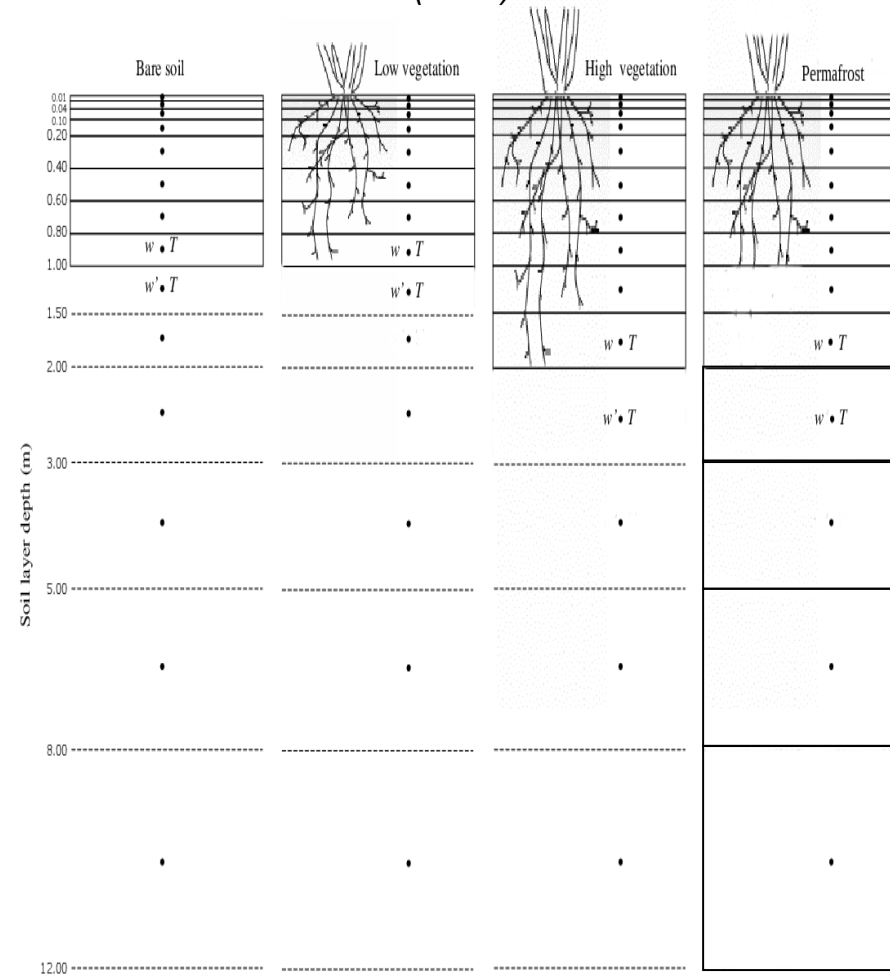 Bare soil
Low vegetation
High vegetation
Permafrost
0.01
0.04
0.10
0.20
0.40
0.60
0.80
1.00
1.50
2.00
3.00
5.00
8.00
12.00
Soil layer depth (m)
w • T
w' • T
w • T
w' • T
w • T
w' • T
w • T
w • T